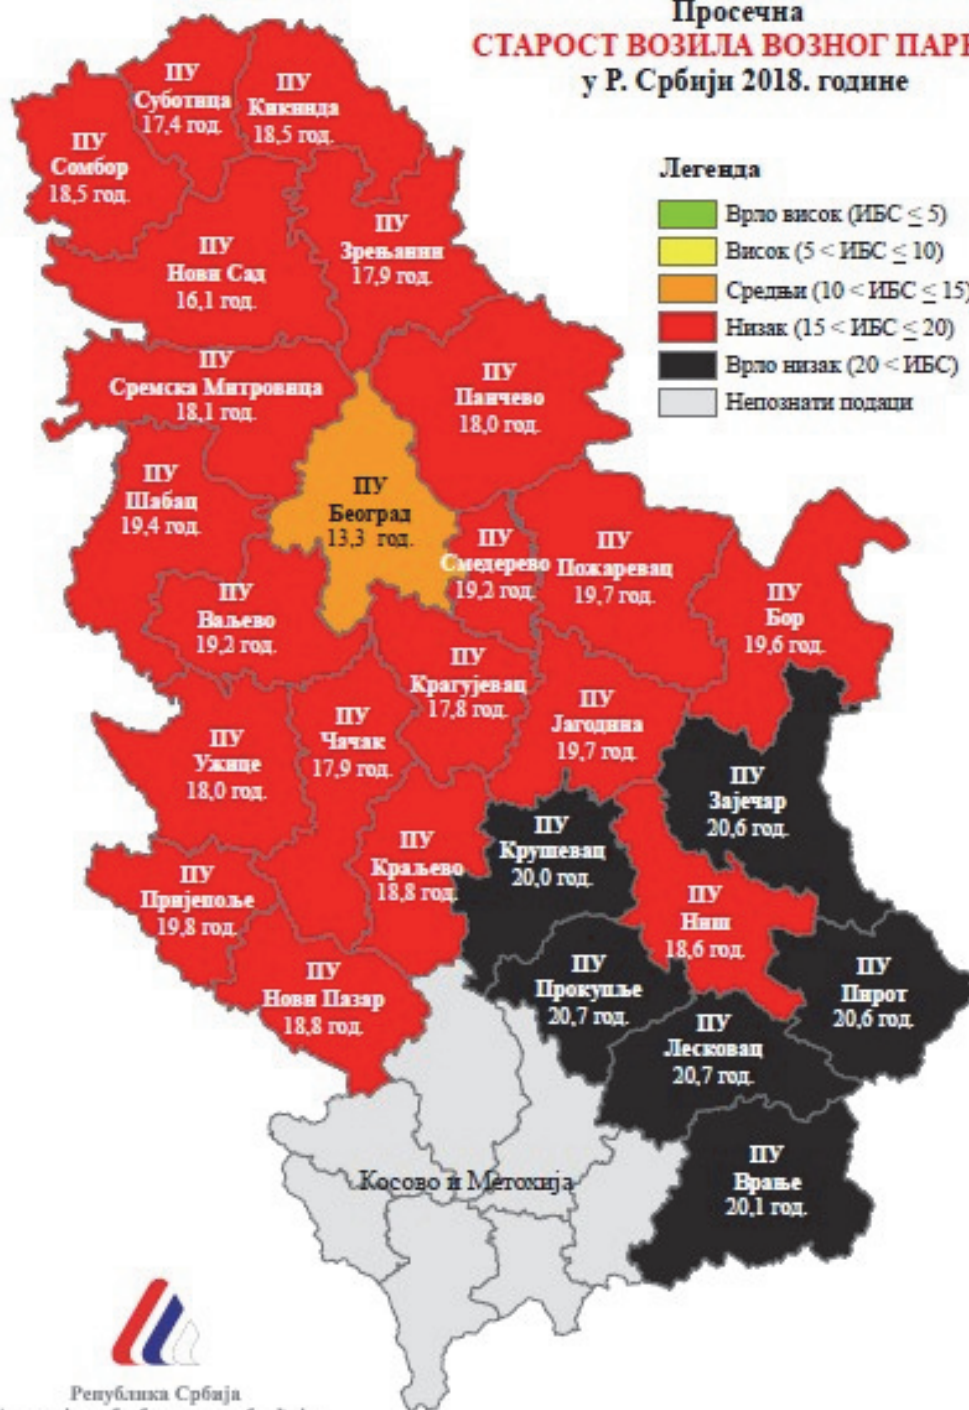 Просечна
СТАРОСТ ВОЗИЛА ВОЗНОГ
у Р. Србији 2018. године
Легенда
Врло висок (ИБС ≤ 5)
Висок (5 < ИБС ≤ 10)
Средњи (10 < ИБС ≤ 15)
Низак (15 < ИБС ≤ 20)
Врло низак (20 < ИБС)
Непознати подаци
ПУ
Суботица
17,4 год.
ПУ
Кикинда
18,5 год.
ПУ
Сомбор
18,5 год.
ПУ
Нови Сад
16,1 год.
ПУ
Зрењанин
17,9 год.
ПУ
Сремска Митровица
18,1 год.
ПУ
Панчево
18,0 год.
ПУ
Шабац
19,4 год.
ПУ
Београд
13,3 год.
ПУ
Смедерево
19,2 год.
ПУ
Пожаревац
19,7 год.
ПУ
Бор
19,6 год.
ПУ
Ваљево
19,2 год.
ПУ
Крагујевац
17,8 год.
ПУ
Јагодина
19,7 год.
ПУ
Чачак
17,9 год.
ПУ
Ужице
18,0 год.
ПУ
Зајечар
20,6 год.
ПУ
Краљево
18,8 год.
ПУ
Крушевац
20,0 год.
ПУ
Пријепоље
19,8 год.
ПУ
Ниш
18,6 год.
ПУ
Нови Пазар
18,8 год.
ПУ
Прокупље
20,7 год.
ПУ
Пирот
20,6 год.
ПУ
Лесковац
20,7 год.
ПУ
Врање
20,1 год.
Косово и Метохија
Република Србија